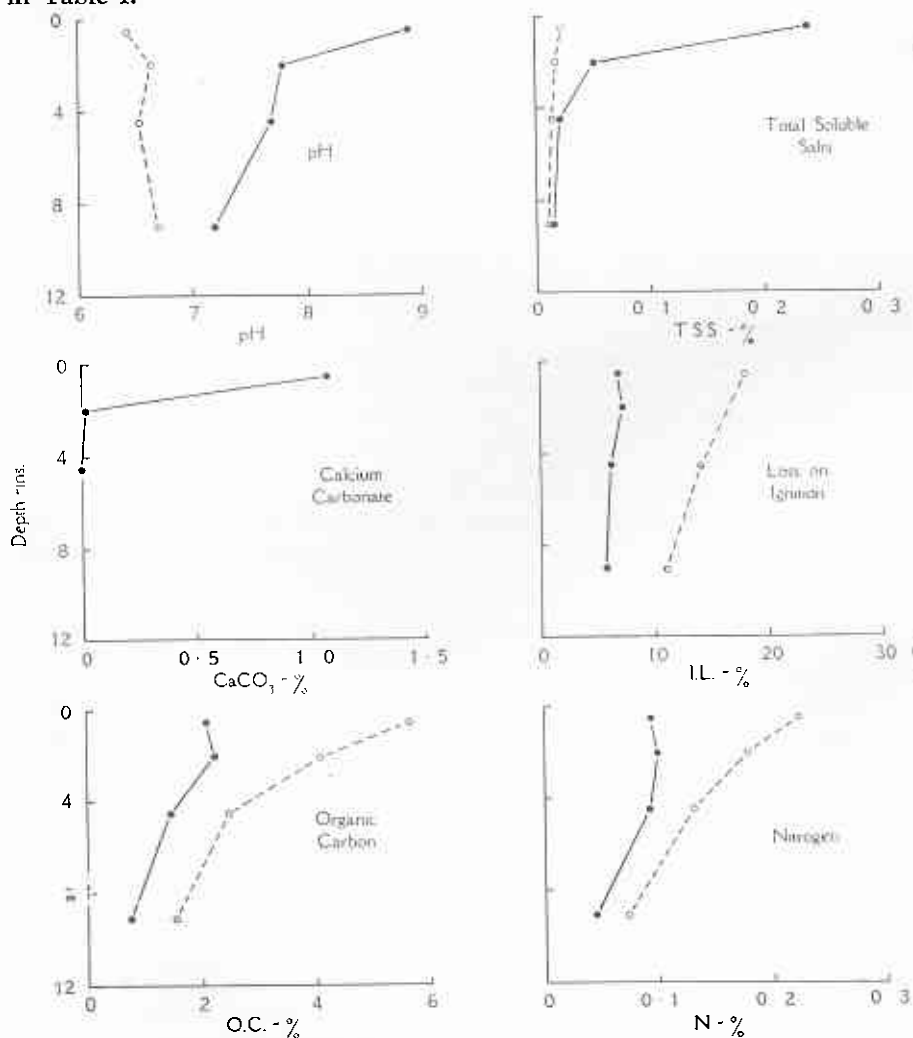 in Table 1.
0
4
8
12
6 7 8 9
pH
pH
Total Soluble
Salts
0 0 1 0 2 0 3
T S S - %
0
4
8
12
Depth - ins.
Calcium
Carbonate
0 0·5 1 0 1·5
CaCO₃ - %
Loss on
Ignition
0 10 20 30
I.L. - %
0
4
8
12
Organic
Carbon
0 2 4 6
O.C. - %
Nitrogen
0 0 1 0 2 0 3
N - %